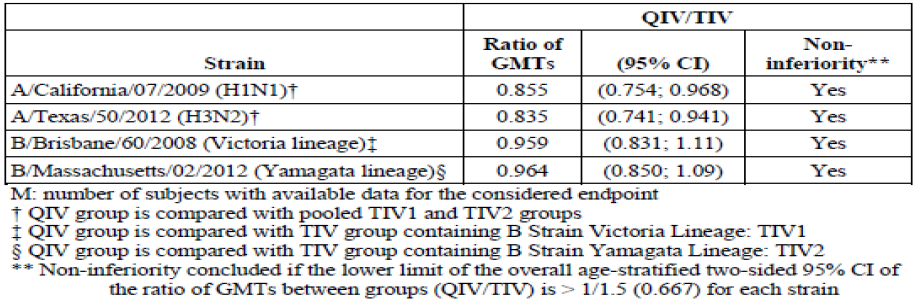 QIV/TIV
Strain Ratio of GMTs (95% CI) Non-inferiority**
A/California/07/2009 (H1N1)† 0.855 (0.754; 0.968) Yes
A/Texas/50/2012 (H3N2)† 0.835 (0.741; 0.941) Yes
B/Brisbane/60/2008 (Victoria lineage)‡ 0.959 (0.831; 1.11) Yes
B/Massachusetts/02/2012 (Yamagata lineage)§ 0.964 (0.850; 1.09) Yes
M: number of subjects with available data for the considered endpoint
† QIV group is compared with pooled TIV1 and TIV2 groups
‡ QIV group is compared with TIV group containing B Strain Victoria Lineage: TIV1
§ QIV group is compared with TIV group containing B Strain Yamagata Lineage: TIV2
** Non-inferiority concluded if the lower limit of the overall age-stratified two-sided 95% CI of
the ratio of GMTs between groups (QIV/TIV) is > 1/1.5 (0.667) for each strain